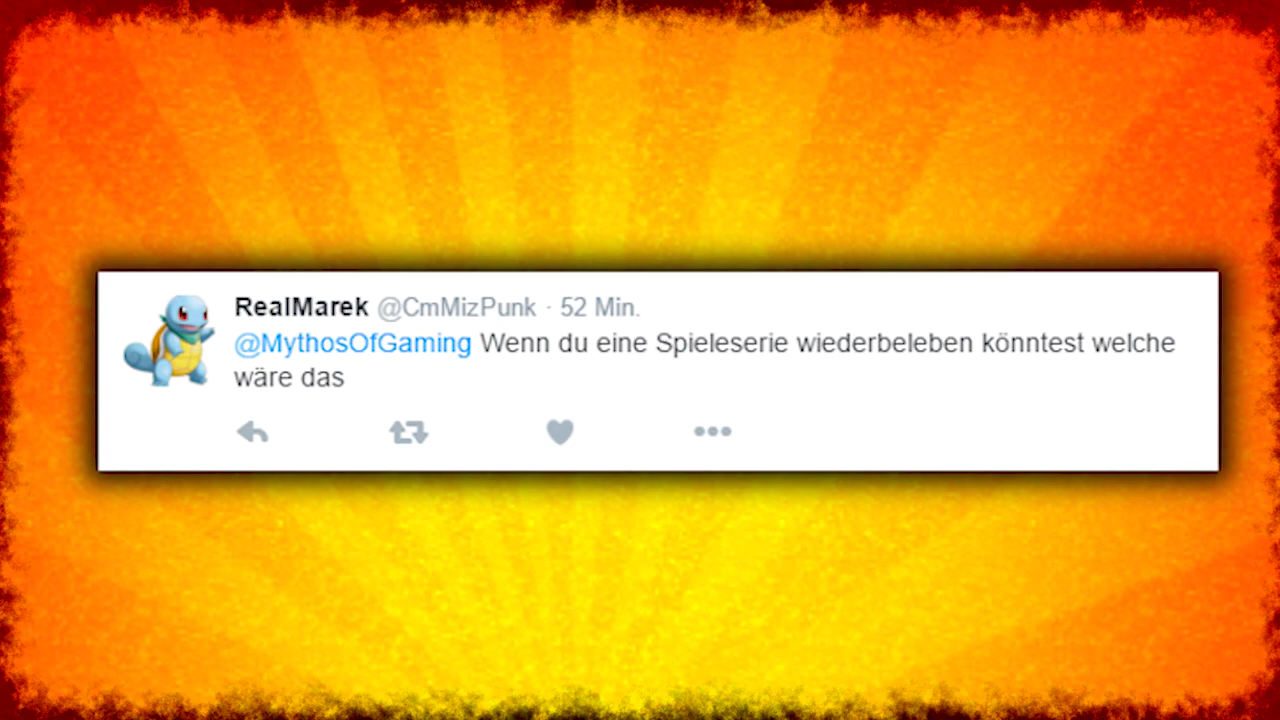 RealMarek @CmMizPunk · 52 Min.
@MythosOfGaming Wenn du eine Spieleserie wiederbeleben könntest welche
wäre das